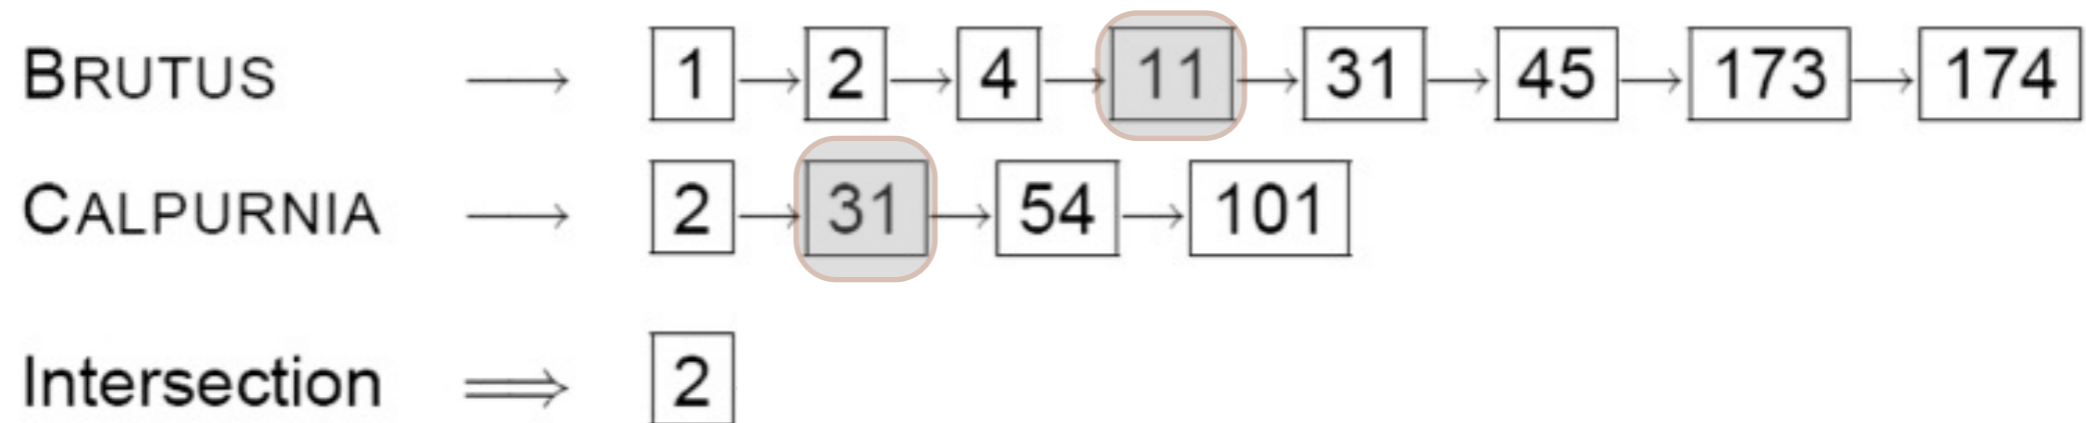 BRUTUS → 1 → 2 → 4 → 11 → 31 → 45 → 173 → 174
CALPURNIA → 2 → 31 → 54 → 101
Intersection ⟹ 2